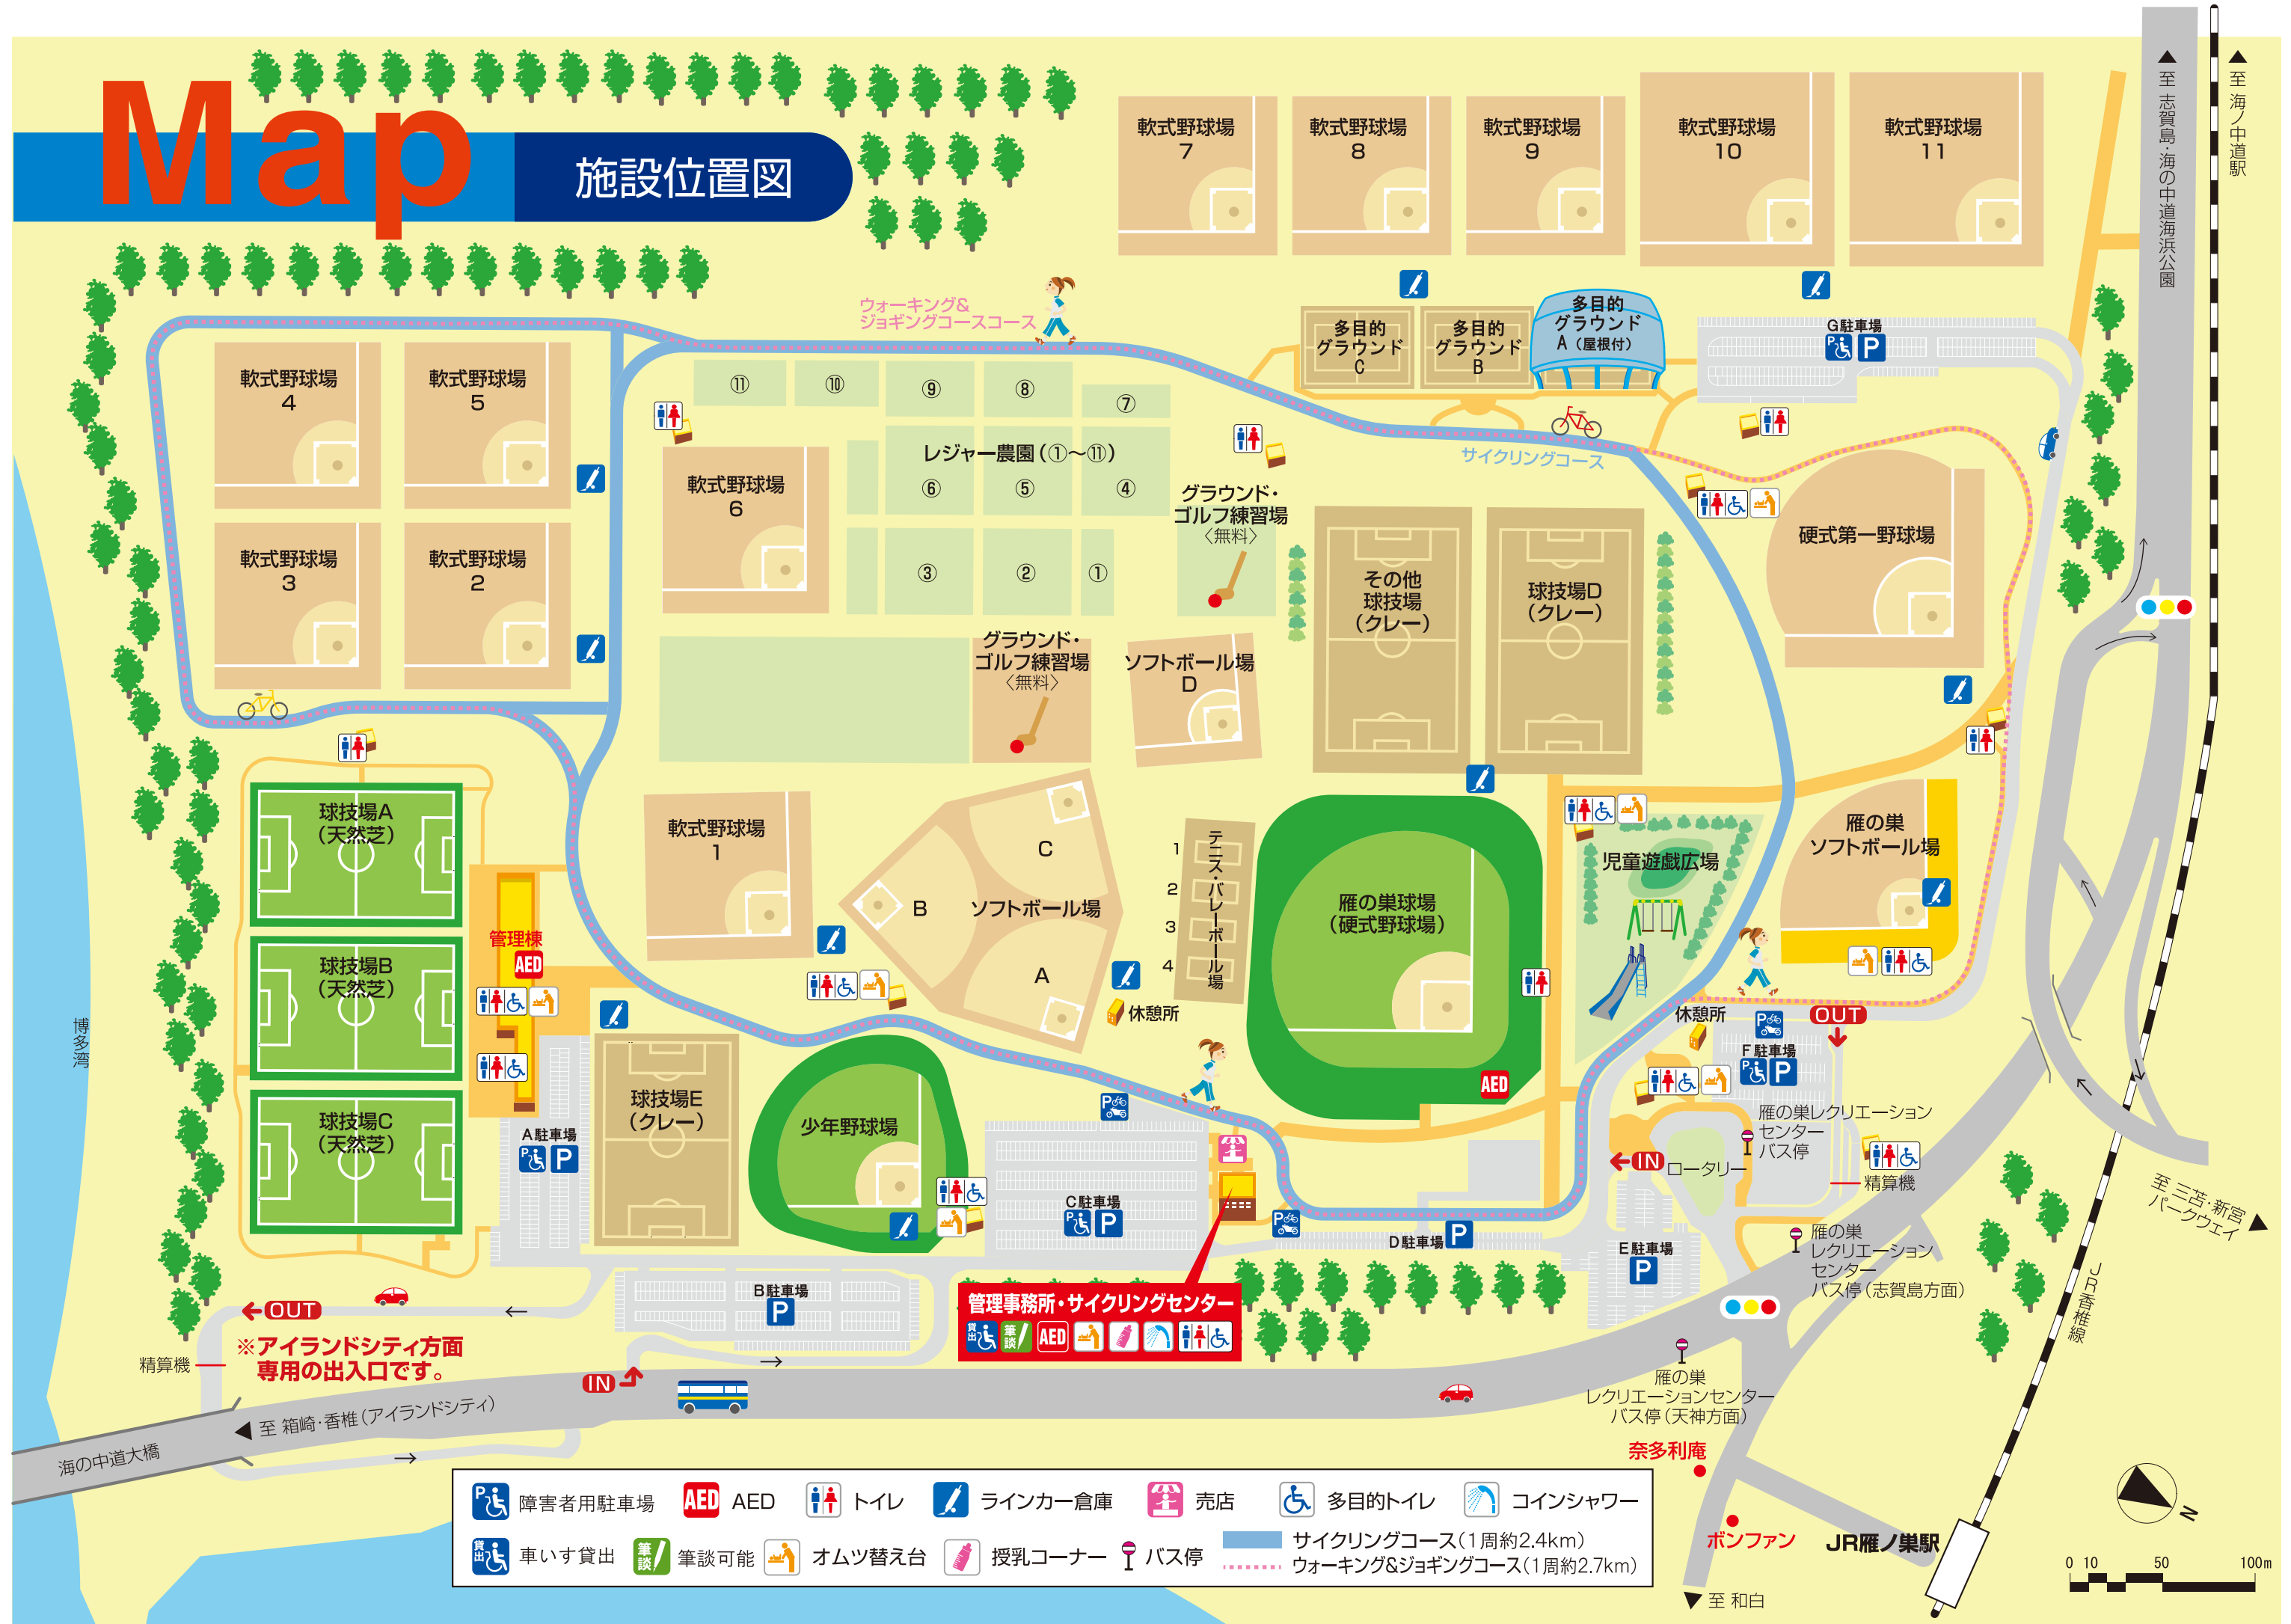 Map
施設位置図
軟式野球場
7
軟式野球場
8
軟式野球場
9
軟式野球場
10
軟式野球場
11
至 志賀島・海の中道海浜公園
至 海ノ中道駅
ウォーキング&
ジョギングコースコース
多目的
グラウンド
C
多目的
グラウンド
B
多目的
グラウンド
A（屋根付）
G駐車場
P
P
サイクリングコース
軟式野球場
4
軟式野球場
5
軟式野球場
3
軟式野球場
2
軟式野球場
6
⑪
⑩
⑨
⑧
⑦
レジャー農園（①～⑪）
⑥
⑤
④
③
②
①
グラウンド・
ゴルフ練習場
〈無料〉
グラウンド・
ゴルフ練習場
〈無料〉
ソフトボール場
D
その他
球技場
（クレー）
球技場D
（クレー）
硬式第一野球場
球技場A
（天然芝）
球技場B
（天然芝）
球技場C
（天然芝）
管理棟
AED
軟式野球場
1
C
B
ソフトボール場
A
テニス・バレーボール場
1
2
3
4
休憩所
雁の巣球場
（硬式野球場）
AED
児童遊戯広場
雁の巣
ソフトボール場
休憩所
P
OUT
F駐車場
P
P
博多湾
A駐車場
P
P
球技場E
（クレー）
少年野球場
P
C駐車場
P
P
P
D駐車場
P
E駐車場
P
IN
ロータリー
雁の巣レクリエーション
センター
バス停
精算機
雁の巣
レクリエーション
センター
バス停（志賀島方面）
至 三苫・新宮
パークウェイ
JR香椎線
B駐車場
P
管理事務所・サイクリングセンター
貸出
筆談
AED
OUT
※アイランドシティ方面
専用の出入口です。
精算機
IN
至 箱崎・香椎（アイランドシティ）
海の中道大橋
雁の巣
レクリエーションセンター
バス停（天神方面）
奈多利庵
ボンファン
JR雁ノ巣駅
至 和白
N
0 10 50 100m
P
障害者用駐車場
AED
AED
トイレ
ラインカー倉庫
売店
多目的トイレ
コインシャワー
貸出
車いす貸出
筆談
筆談可能
オムツ替え台
授乳コーナー
バス停
サイクリングコース（1周約2.4km）
ウォーキング&ジョギングコース（1周約2.7km）